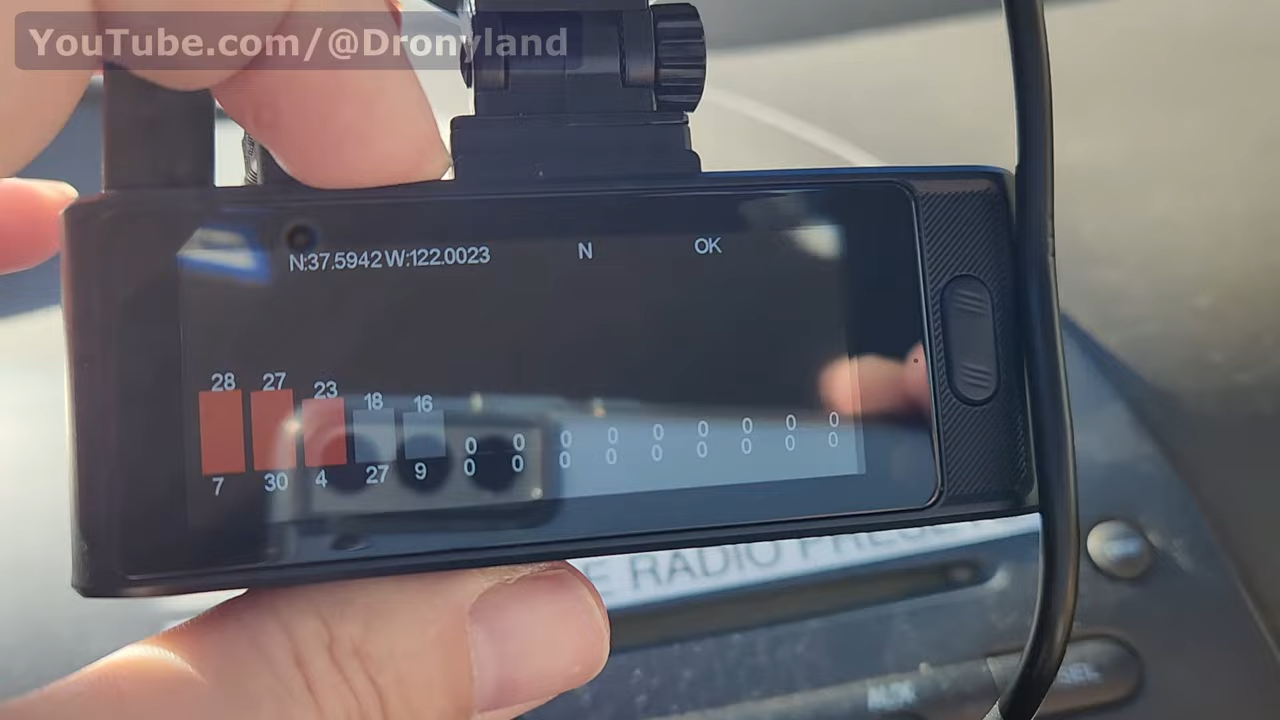 YouTube.com/@Dronyland
N:37.5942 W:122.0023 N OK
28 27 23 18 16 0 0 0 0 0 0 0 0 0
7 30 4 27 9 0 0 0 0 0 0 0 0 0
E RADIO PRESE
AUX